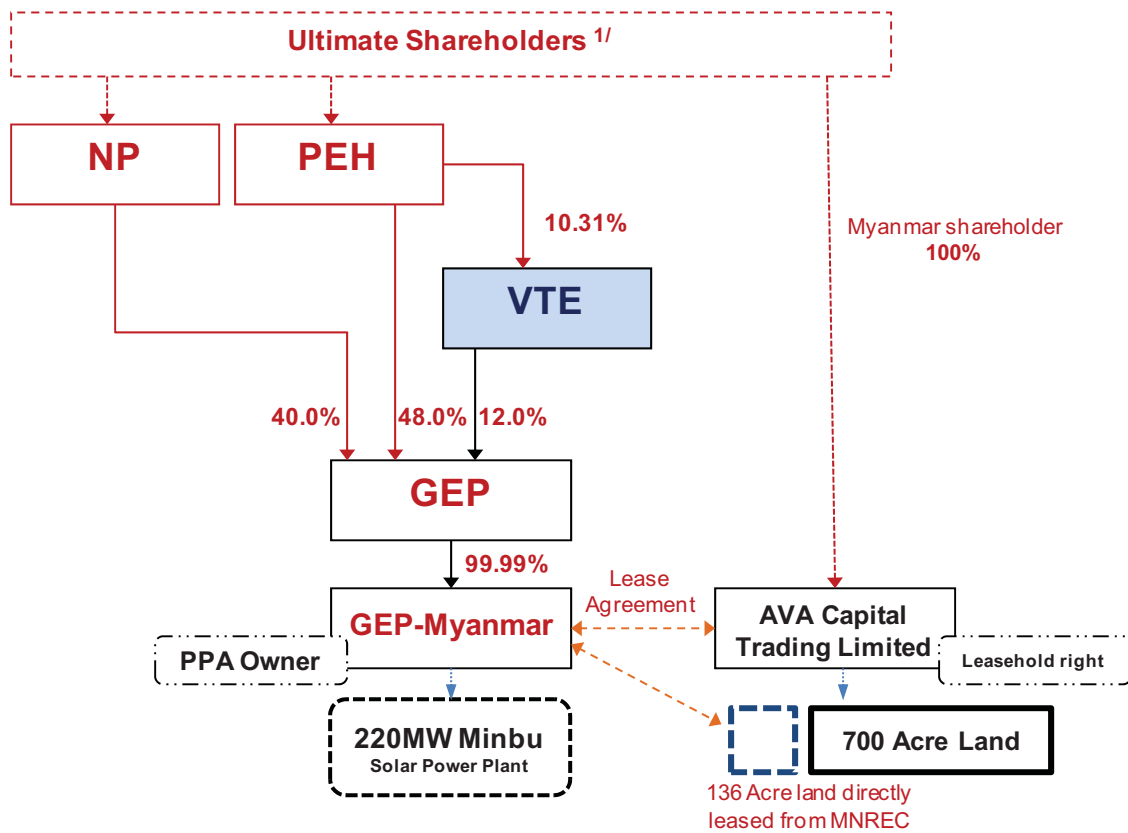 Ultimate Shareholders 1/
NP
PEH
10.31%
Myanmar shareholder
100%
VTE
40.0%
48.0%
12.0%
GEP
99.99%
Lease
Agreement
GEP-Myanmar
AVA Capital
Trading Limited
PPA Owner
Leasehold right
220MW Minbu
Solar Power Plant
700 Acre Land
136 Acre land directly
leased from MNREC